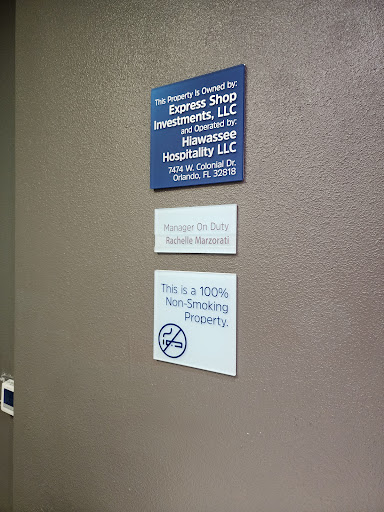 This Property Is Owned by:
Express Shop
Investments, LLC
and Operated by:
Hiawassee
Hospitality LLC
7474 W. Colonial Dr.
Orlando, FL 32818
Manager On Duty
Rachelle Marzorati
This is a 100%
Non-Smoking
Property.